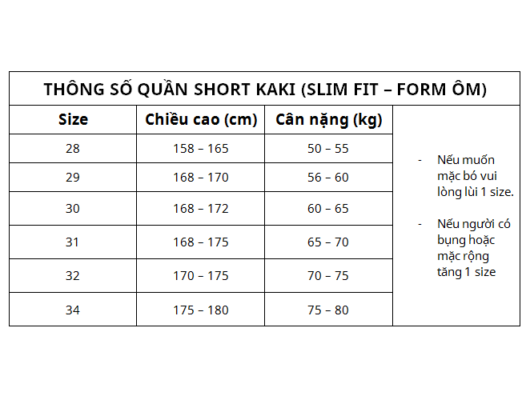 THÔNG SỐ QUẦN SHORT KAKI (SLIM FIT – FORM ÔM)
Size Chiều cao (cm) Cân nặng (kg)
28 158 – 165 50 – 55
29 168 – 170 56 – 60
30 168 – 172 60 – 65
31 168 – 175 65 – 70
32 170 – 175 70 – 75
34 175 – 180 75 – 80
- Nếu muốn
mặc bó vui
lòng lùi 1 size.
- Nếu người có
bụng hoặc
mặc rộng
tăng 1 size